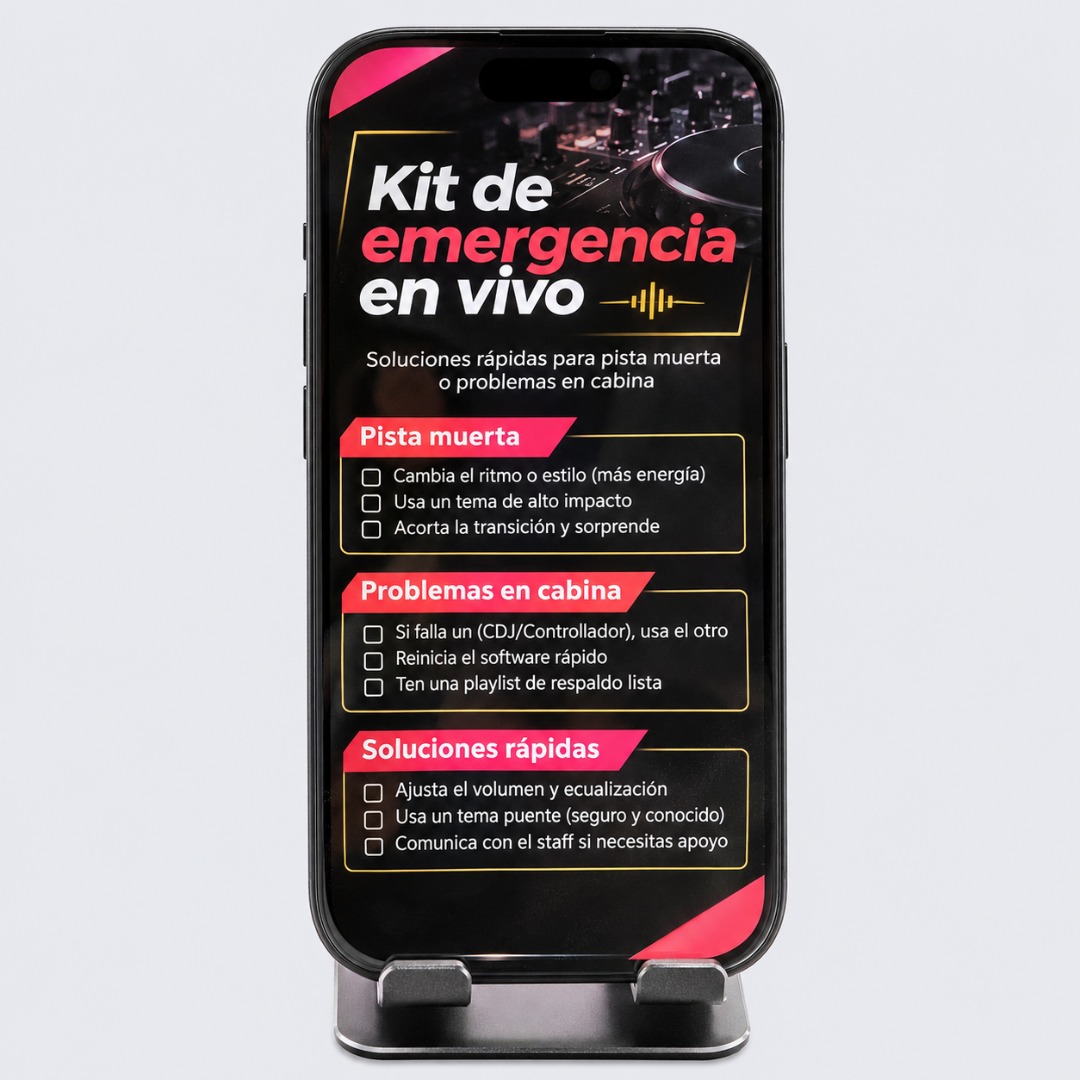 Kit de
emergencia
en vivo
Soluciones rápidas para pista muerta
o problemas en cabina
Pista muerta
Cambia el ritmo o estilo (más energía)
Usa un tema de alto impacto
Acorta la transición y sorprende
Problemas en cabina
Si falla un (CDJ/Controllador), usa el otro
Reinicia el software rápido
Ten una playlist de respaldo lista
Soluciones rápidas
Ajusta el volumen y ecualización
Usa un tema puente (seguro y conocido)
Comunica con el staff si necesitas apoyo